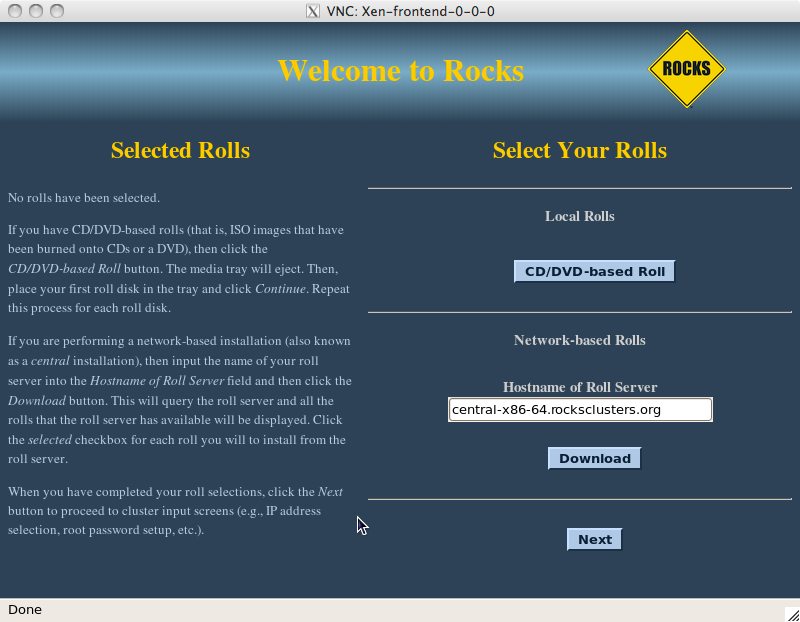 VNC: Xen-frontend-0-0-0
Welcome to Rocks
ROCKS
Selected Rolls
No rolls have been selected.
If you have CD/DVD-based rolls (that is, ISO images that have
been burned onto CDs or a DVD), then click the
CD/DVD-based Roll button. The media tray will eject. Then,
place your first roll disk in the tray and click Continue. Repeat
this process for each roll disk.
If you are performing a network-based installation (also known
as a central installation), then input the name of your roll
server into the Hostname of Roll Server field and then click the
Download button. This will query the roll server and all the
rolls that the roll server has available will be displayed. Click
the selected checkbox for each roll you will to install from the
roll server.
When you have completed your roll selections, click the Next
button to proceed to cluster input screens (e.g., IP address
selection, root password setup, etc.).
Select Your Rolls
Local Rolls
CD/DVD-based Roll
Network-based Rolls
Hostname of Roll Server
central-x86-64.rocksclusters.org
Download
Next
Done